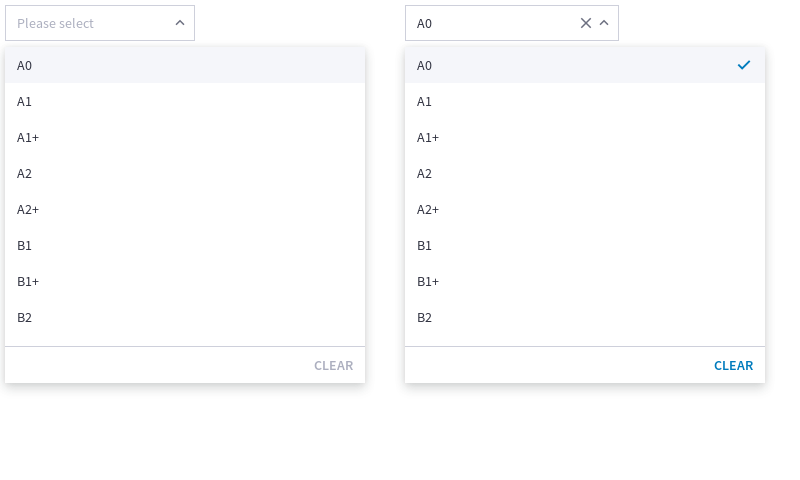 Please select
A0
A1
A1+
A2
A2+
B1
B1+
B2
CLEAR
A0
A0
A1
A1+
A2
A2+
B1
B1+
B2
CLEAR